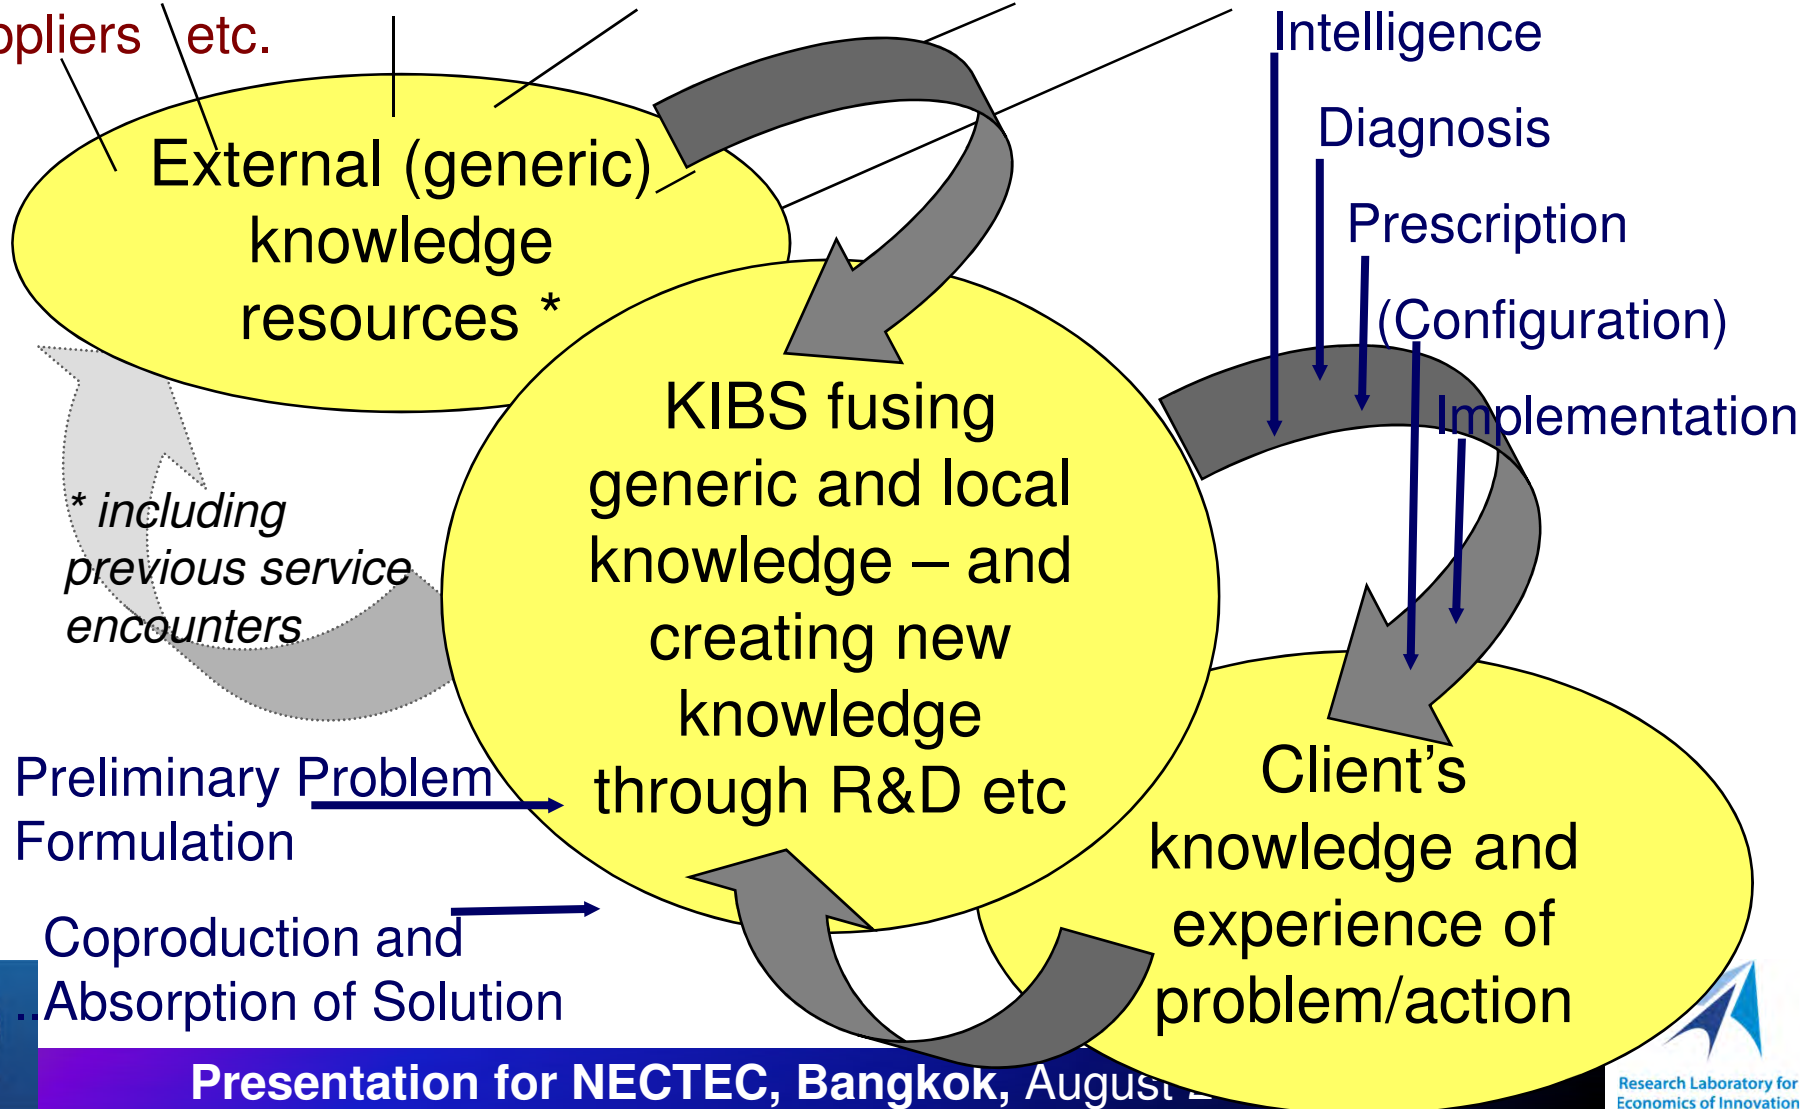 etc.
External (generic)
knowledge
resources *
* including
previous service
encounters
KIBS fusing
generic and local
knowledge – and
creating new
knowledge
through R&D etc
Intelligence
Diagnosis
Prescription
(Configuration)
Implementation
Client's
knowledge and
experience of
problem/action
Preliminary Problem
Formulation
Coproduction and
..Absorption of Solution
Presentation for NECTEC, Bangkok, August
Research Laboratory for
Economics of Innovation